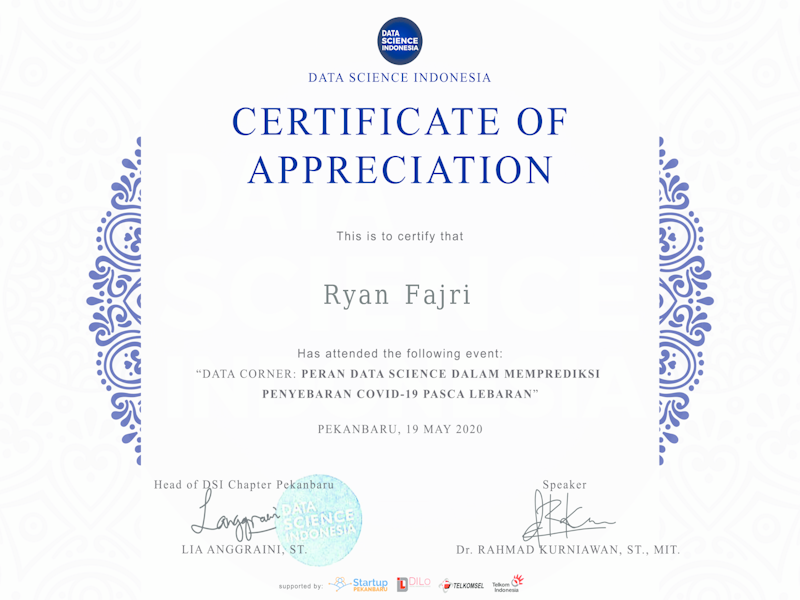 DATA
SCIENCE
INDONESIA
DATA SCIENCE INDONESIA
CERTIFICATE OF
APPRECIATION
This is to certify that
Ryan Fajri
Has attended the following event:
“DATA CORNER: PERAN DATA SCIENCE DALAM MEMPREDIKSI
PENYEBARAN COVID-19 PASCA LEBARAN”
PEKANBARU, 19 MAY 2020
Head of DSI Chapter Pekanbaru
Speaker
Langgraini
DATA
SCIENCE
INDONESIA
LIA ANGGRAINI, ST.
Dr. RAHMAD KURNIAWAN, ST., MIT.
supported by:
Startup
PEKANBARU
DILo
TELKOMSEL
Telkom
Indonesia
DATA
SCIENCE
INDONESIA